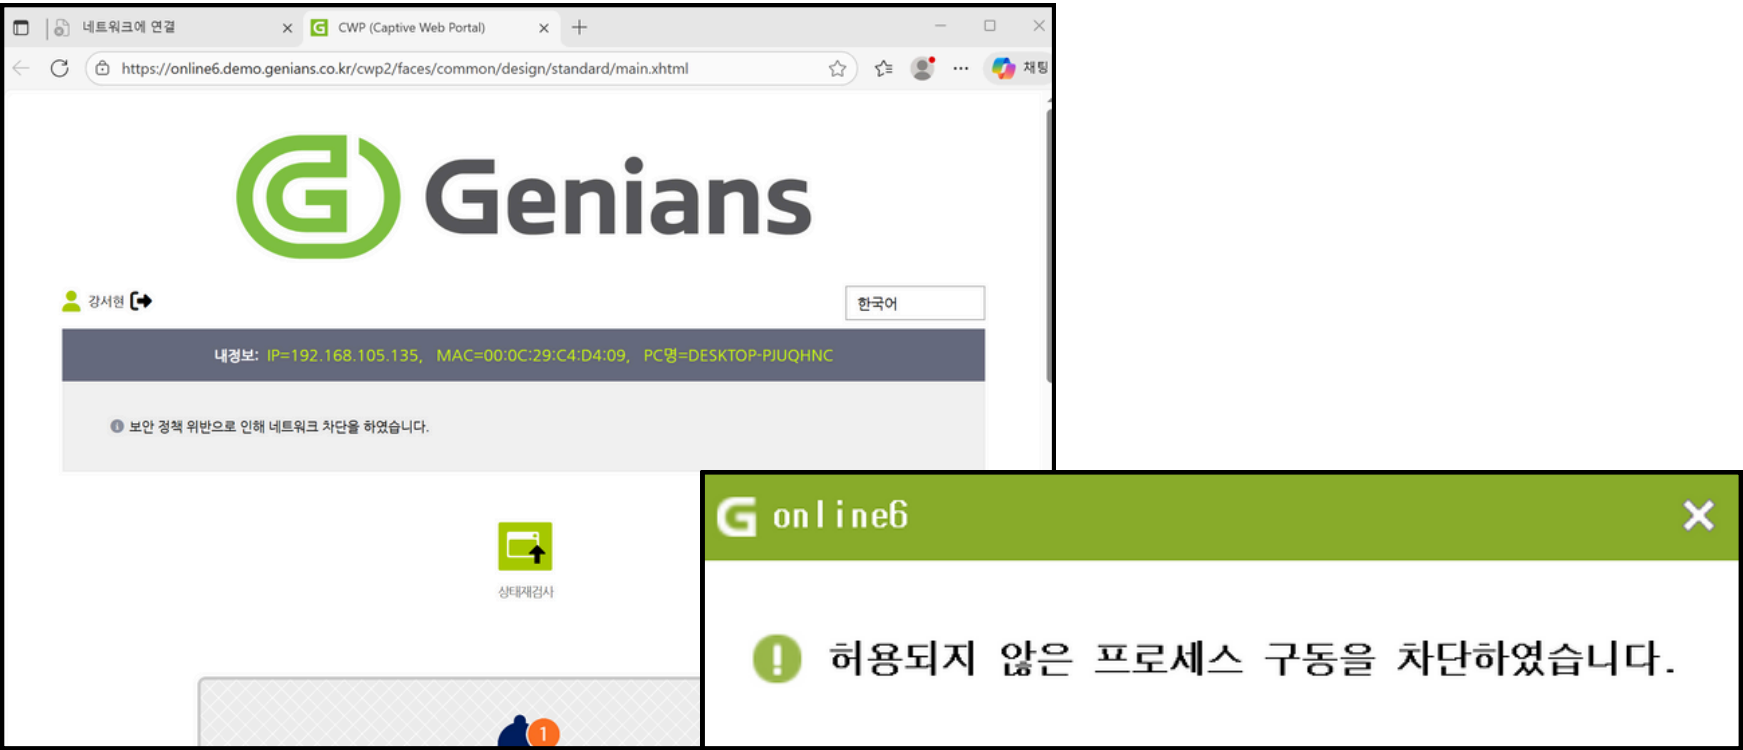 네트워크에 연결
CWP (Captive Web Portal)
https://online6.demo.genians.co.kr/cwp2/faces/common/design/standard/main.xhtml
채팅
Genians
강서현
한국어
내정보: IP=192.168.105.135, MAC=00:0C:29:C4:D4:09, PC명=DESKTOP-PJUQHNC
보안 정책 위반으로 인해 네트워크 차단을 하였습니다.
상태재검사
1
G online6
허용되지 않은 프로세스 구동을 차단하였습니다.